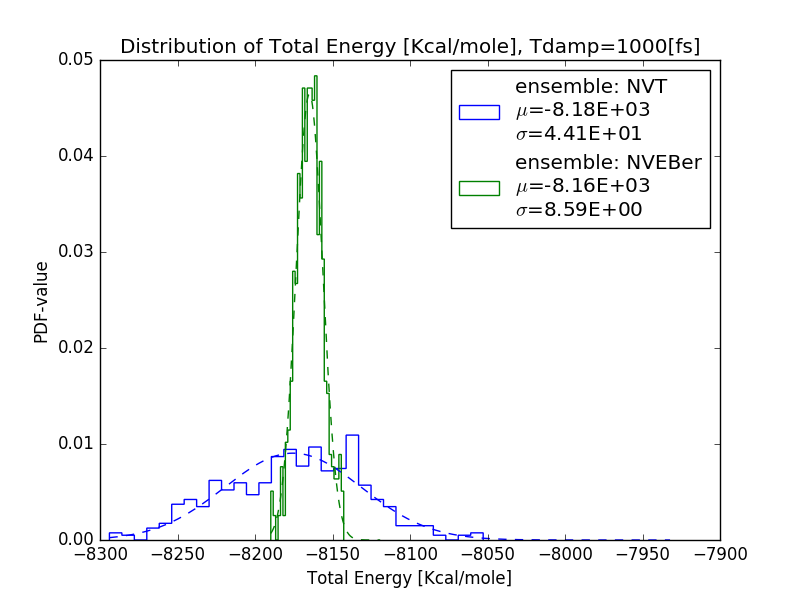 Distribution of Total Energy [Kcal/mole], Tdamp=1000[fs]
ensemble: NVT
μ=-8.18E+03
σ=4.41E+01
ensemble: NVEBer
μ=-8.16E+03
σ=8.59E+00
PDF-value
0.05
0.04
0.03
0.02
0.01
0.00
−8300 −8250 −8200 −8150 −8100 −8050 −8000 −7950 −7900
Total Energy [Kcal/mole]